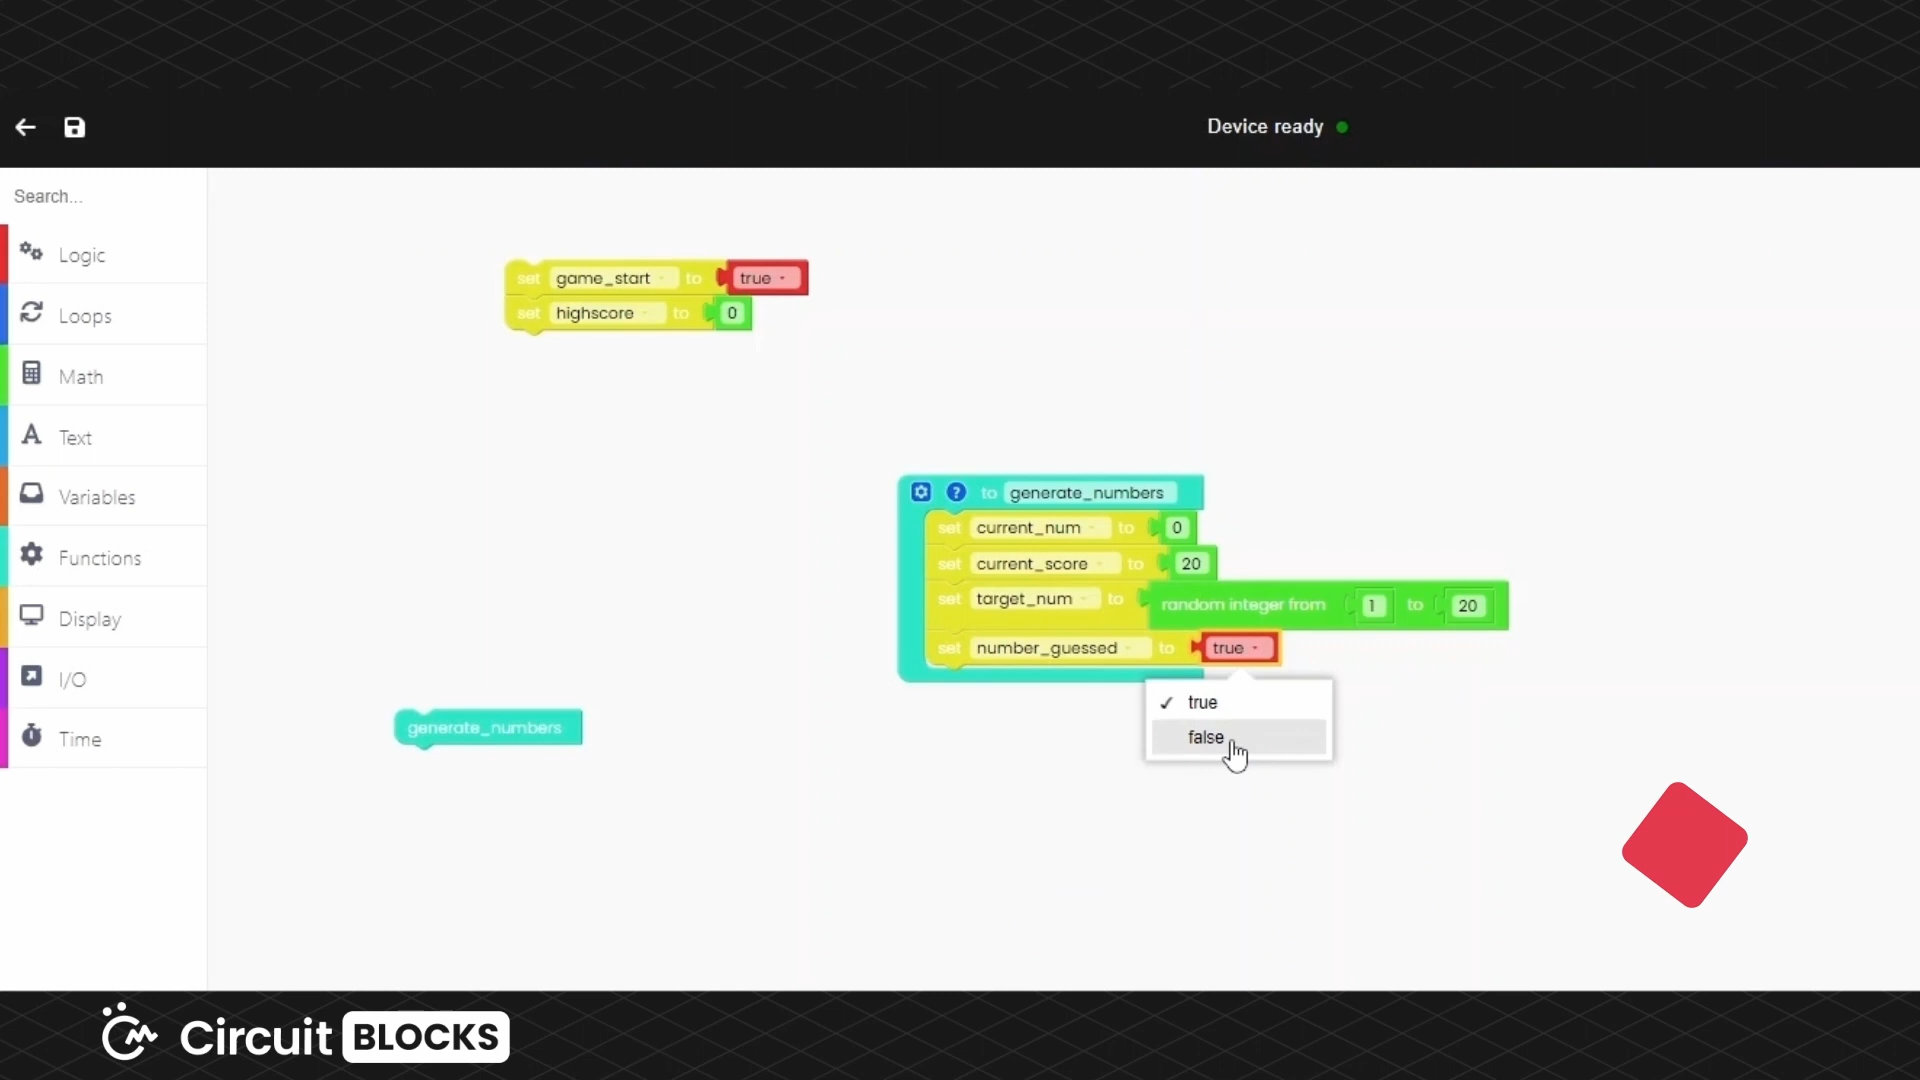 Device ready
Search...
Logic
Loops
Math
Text
Variables
Functions
Display
I/O
Time
set game_start to true
set highscore to 0
? to generate_numbers
set current_num to 0
set current_score to 20
set target_num to random integer from 1 to 20
set number_guessed to true
✓ true
false
generate_numbers
Circuit BLOCKS